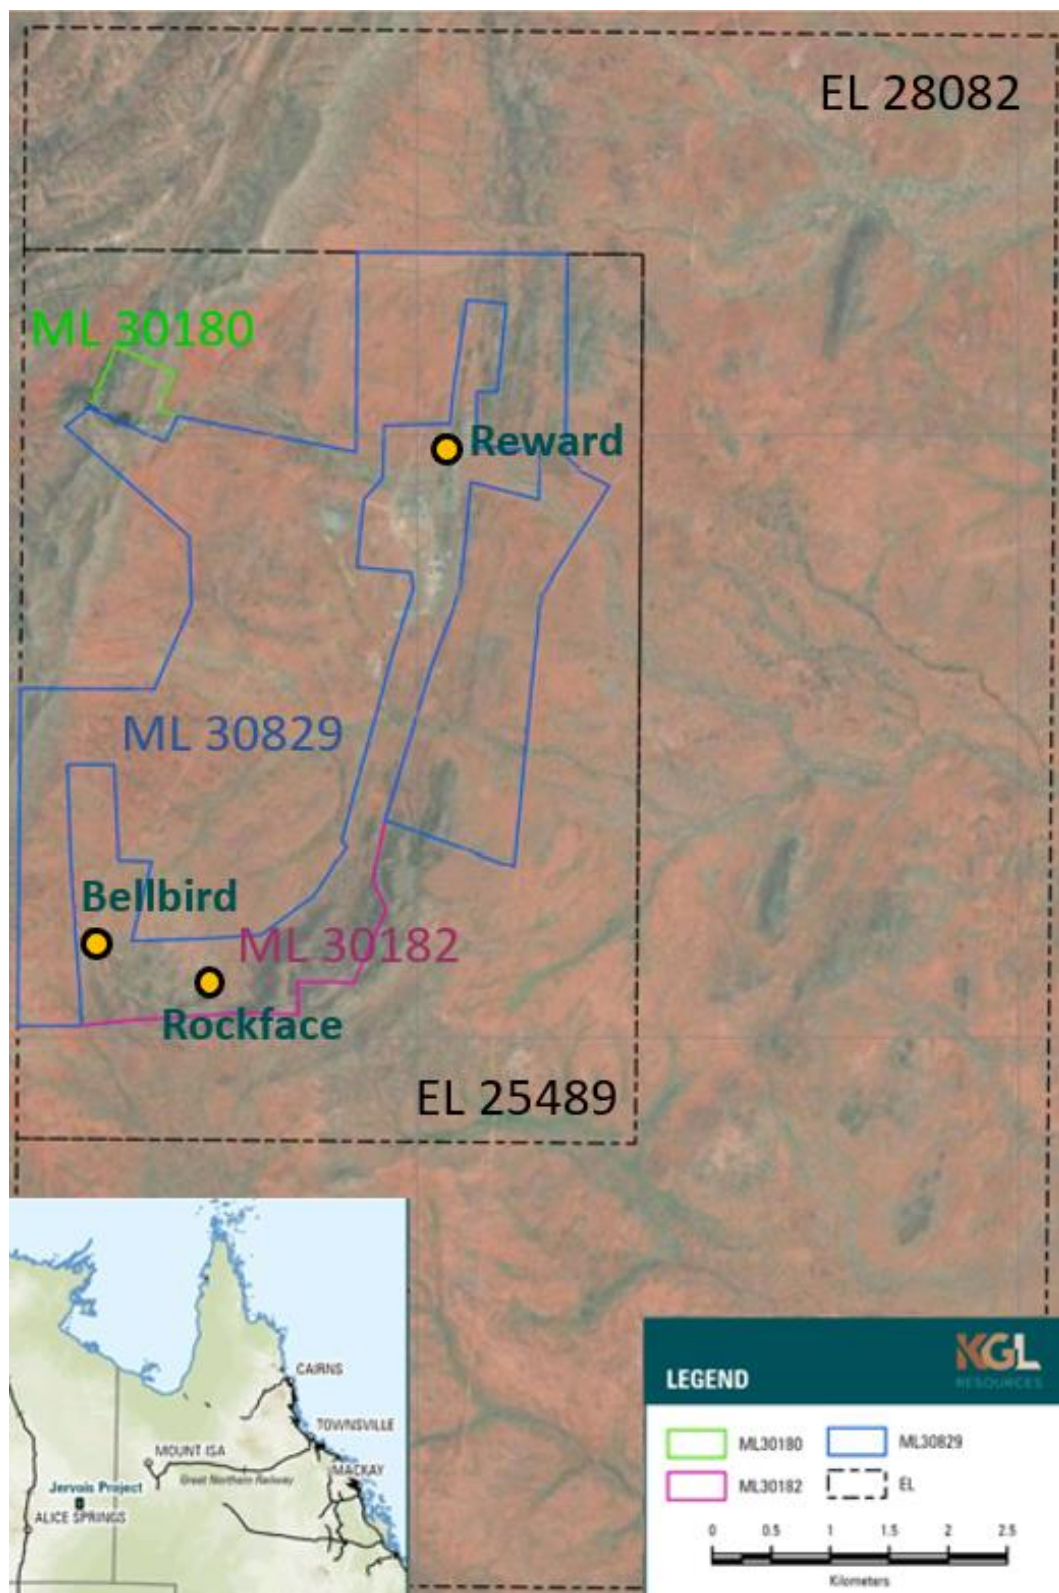 EL 28082
ML 30180
Reward
ML 30829
Bellbird
ML 30182
Rockface
EL 25489
CAIRNS
TOWNSVILLE
MOUNT ISA
MACKAY
Great Northern Railway
Jervois Project
ALICE SPRINGS
KGL
RESOURCES
LEGEND
ML30180
ML30829
ML30182
EL
0 0.5 1 1.5 2 2.5
Kilometers